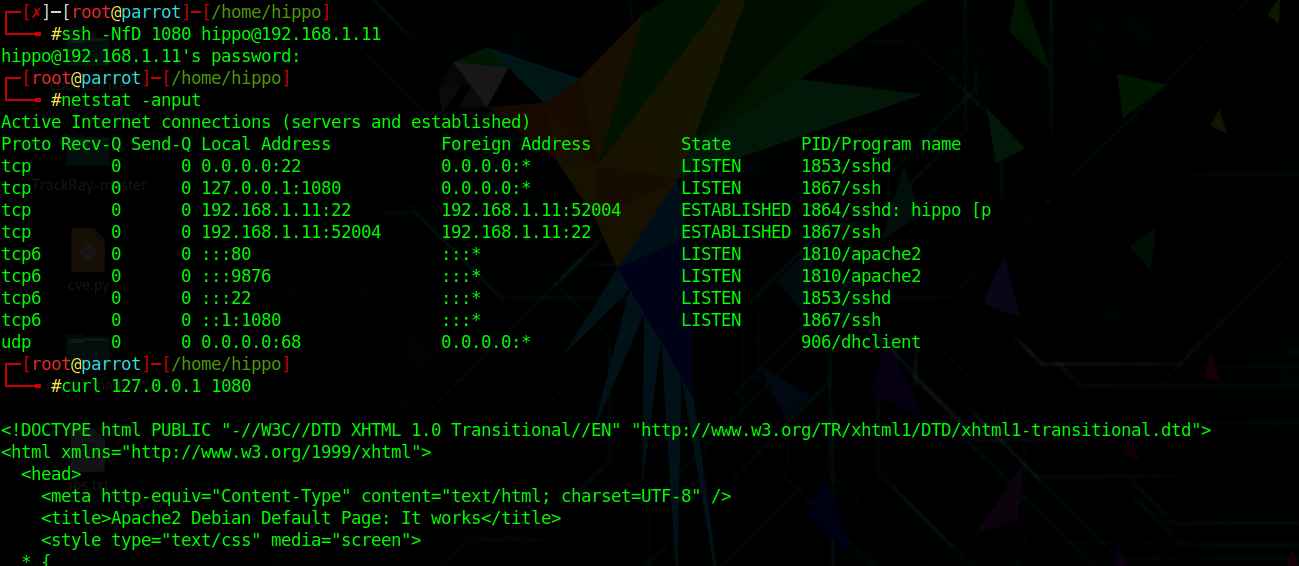 ┌─[✗]─[root@parrot]─[/home/hippo]
└──╼ #ssh -NfD 1080 hippo@192.168.1.11
hippo@192.168.1.11's password:
┌─[root@parrot]─[/home/hippo]
└──╼ #netstat -anput
Active Internet connections (servers and established)
Proto Recv-Q Send-Q Local Address           Foreign Address         State       PID/Program name
tcp        0      0 0.0.0.0:22              0.0.0.0:*               LISTEN      1853/sshd
tcp        0      0 127.0.0.1:1080          0.0.0.0:*               LISTEN      1867/ssh
TrackRay-master
tcp        0      0 192.168.1.11:22         192.168.1.11:52004      ESTABLISHED 1864/sshd: hippo [p
tcp        0      0 192.168.1.11:52004      192.168.1.11:22         ESTABLISHED 1867/ssh
tcp6       0      0 :::80                   :::*                    LISTEN      1810/apache2
tcp6       0      0 :::9876                 :::*                    LISTEN      1810/apache2
cve.py
tcp6       0      0 :::22                   :::*                    LISTEN      1853/sshd
tcp6       0      0 ::1:1080                :::*                    LISTEN      1867/ssh
udp        0      0 0.0.0.0:68              0.0.0.0:*                           906/dhclient
┌─[root@parrot]─[/home/hippo]
└──╼ #curl 127.0.0.1 1080
<!DOCTYPE html PUBLIC "-//W3C//DTD XHTML 1.0 Transitional//EN" "http://www.w3.org/TR/xhtml1/DTD/xhtml1-transitional.dtd">
<html xmlns="http://www.w3.org/1999/xhtml">
  <head>
    <meta http-equiv="Content-Type" content="text/html; charset=UTF-8" />
    <title>Apache2 Debian Default Page: It works</title>
    <style type="text/css" media="screen">
  * {